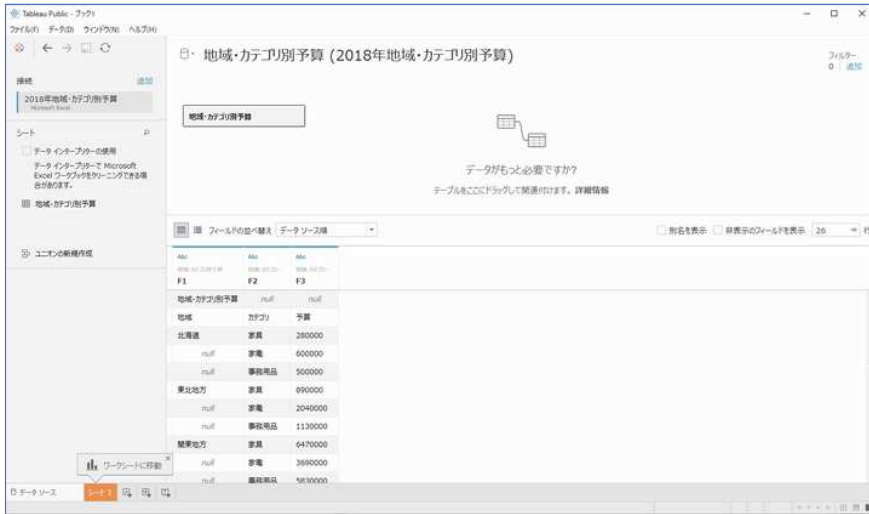 Tableau Public - ブック1
ファイル(F) データ(D) ウィンドウ(N) ヘルプ(H)
接続 追加
2018年地域・カテゴリ別予算
Microsoft Excel
シート
データ インタープリターの使用
データ インタープリターで Microsoft
Excel ワークブックをクリーニングできる場
合があります。
地域・カテゴリ別予算
ユニオンの新規作成
地域・カテゴリ別予算 (2018年地域・カテゴリ別予算)
フィルター
0 追加
地域・カテゴリ別予算
データがもっと必要ですか?
テーブルをここにドラッグして関連付けます。 詳細情報
フィールドの並べ替え データ ソース順
別名を表示 非表示のフィールドを表示 26 行
Abc Abc Abc
F1 F2 F3
地域・カテゴリ別予算 null null
地域 カテゴリ 予算
北海道 家具 280000
null 家電 600000
null 事務用品 500000
東北地方 家具 890000
null 家電 2040000
null 事務用品 1130000
関東地方 家具 6470000
null 家電 3690000
null 事務用品 5830000
ワークシートに移動
データ ソース シート 1